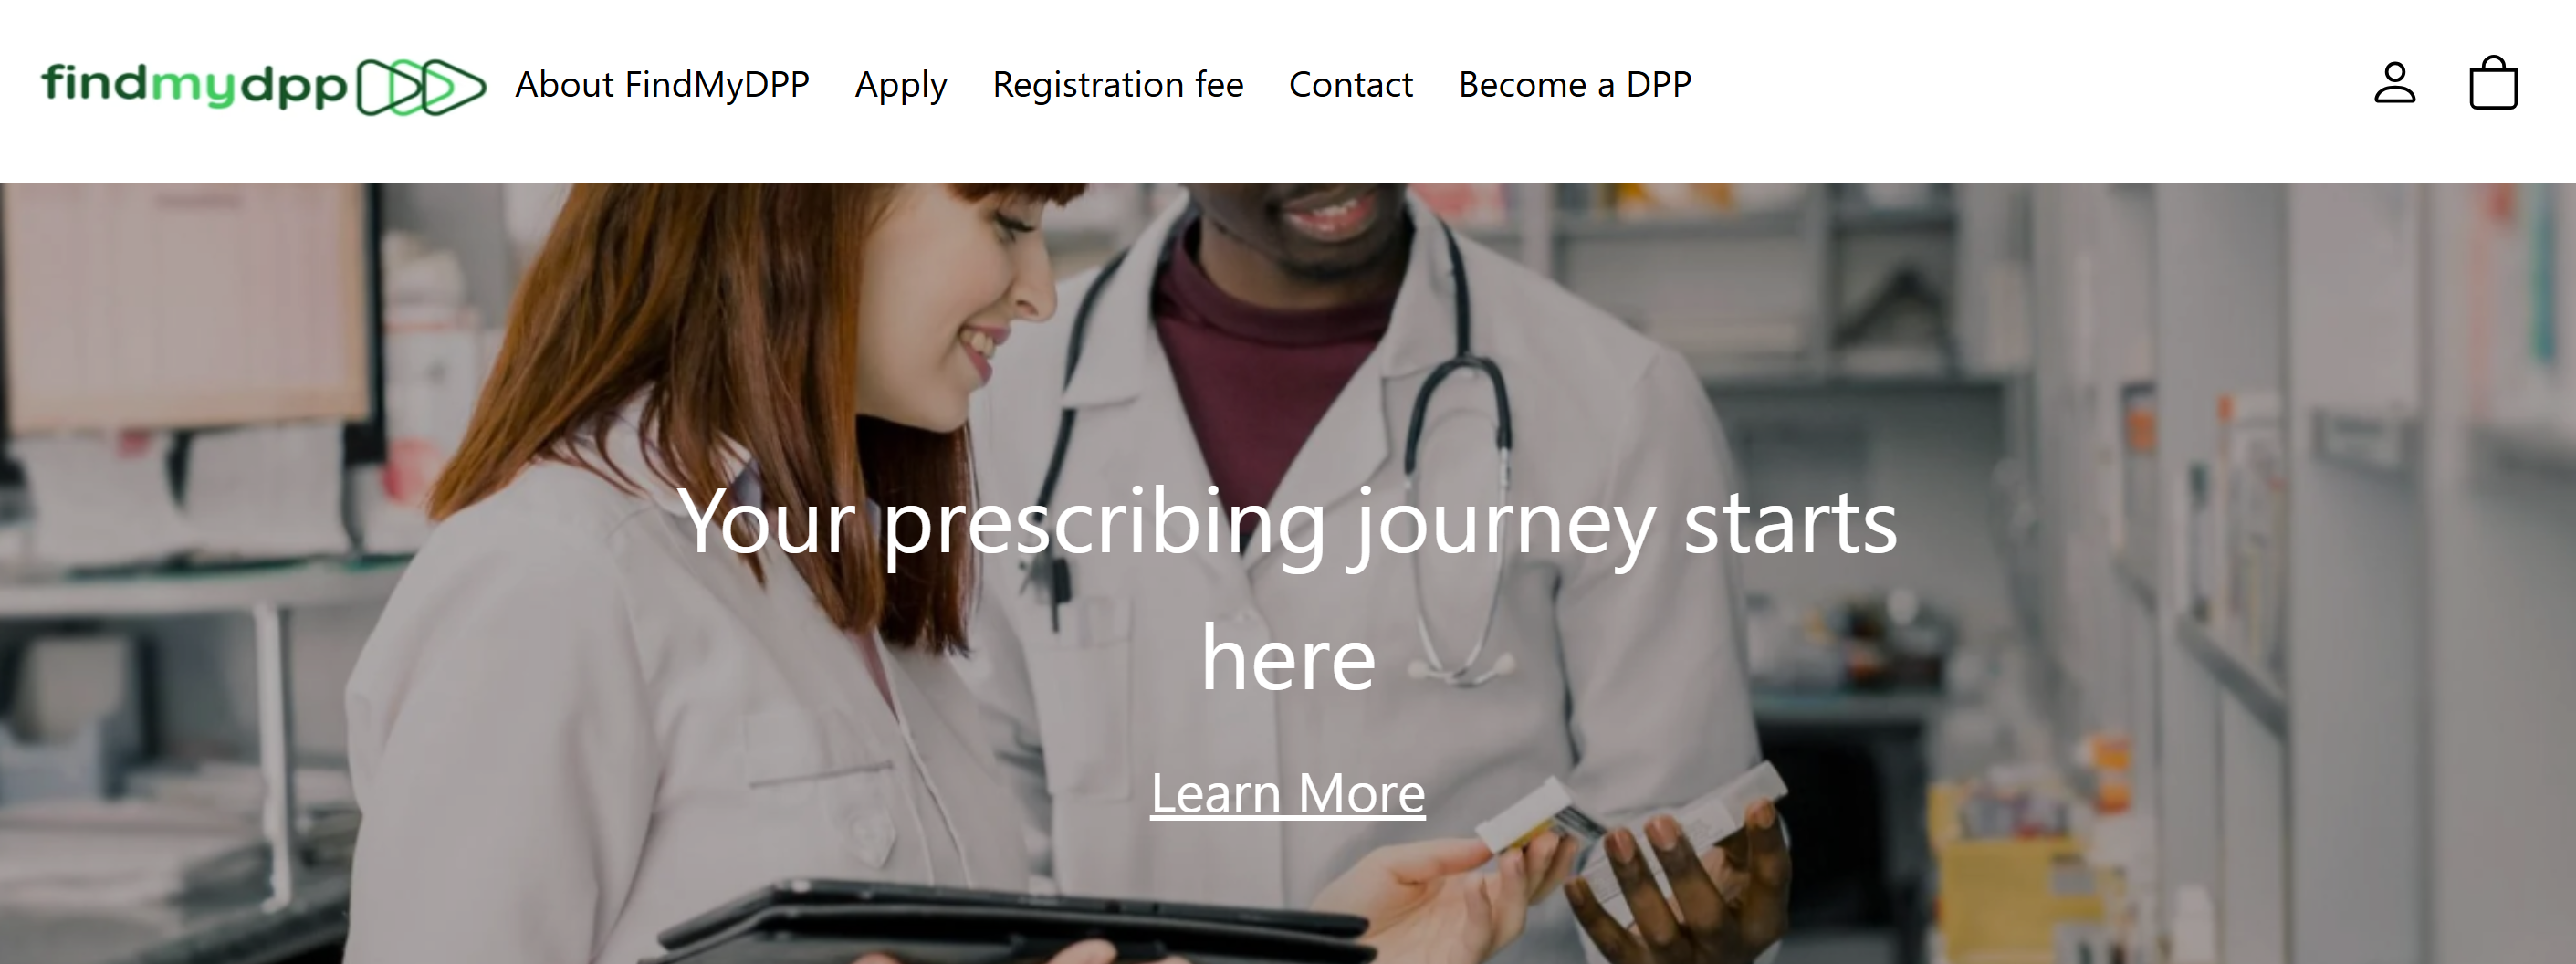 findmydpp
About FindMyDPP
Apply
Registration fee
Contact
Become a DPP
Your prescribing journey starts
here
Learn More